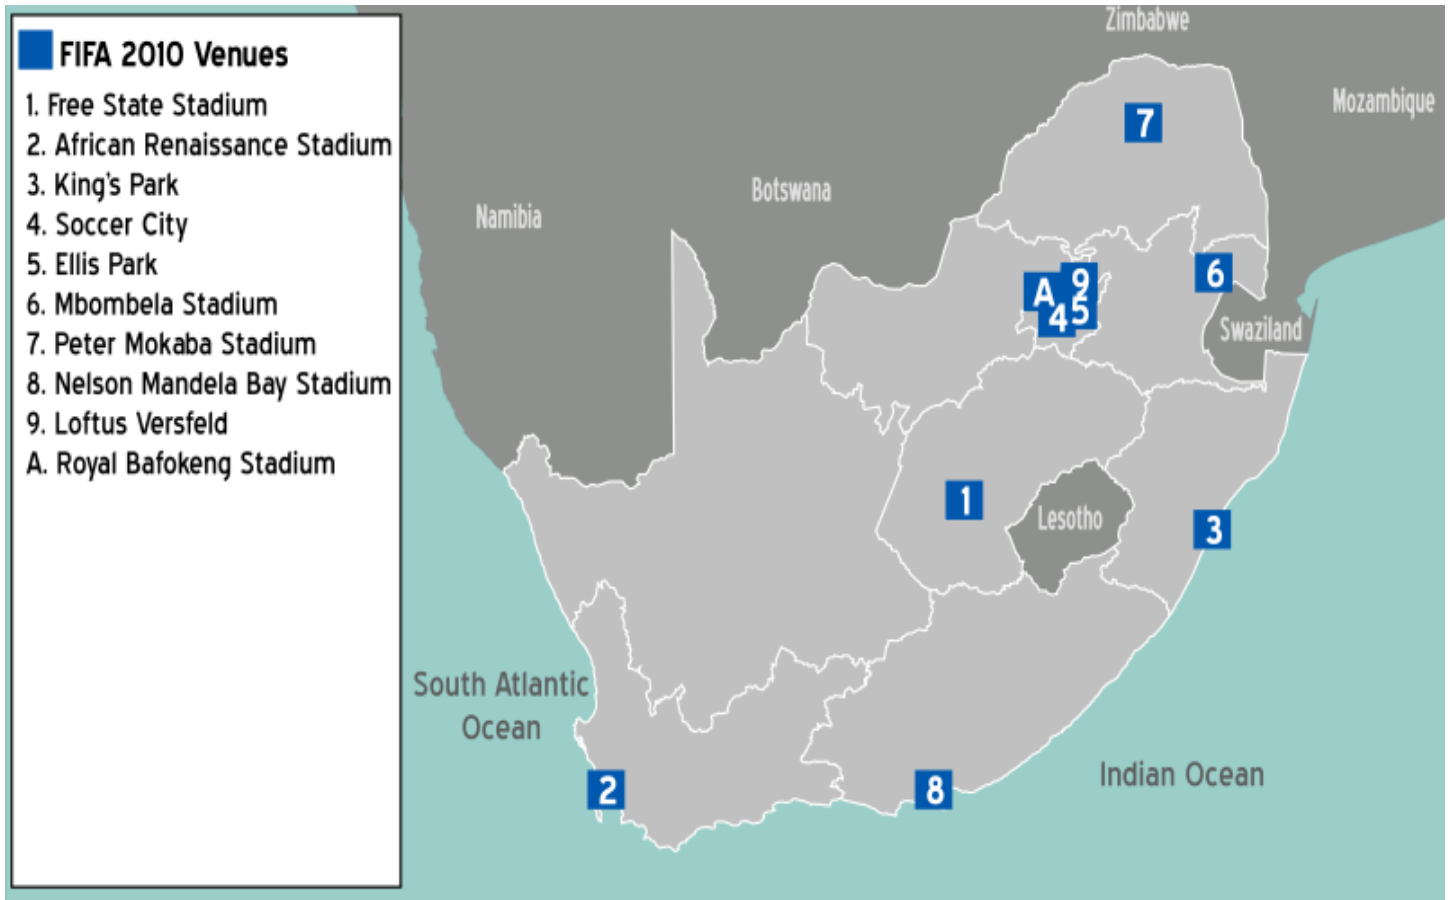 FIFA 2010 Venues
1. Free State Stadium
2. African Renaissance Stadium
3. King's Park
4. Soccer City
5. Ellis Park
6. Mbombela Stadium
7. Peter Mokaba Stadium
8. Nelson Mandela Bay Stadium
9. Loftus Versfeld
A. Royal Bafokeng Stadium
Zimbabwe
Mozambique
7
Botswana
Namibia
9
6
A
5
4
Swaziland
1
Lesotho
3
South Atlantic
Ocean
Indian Ocean
2
8